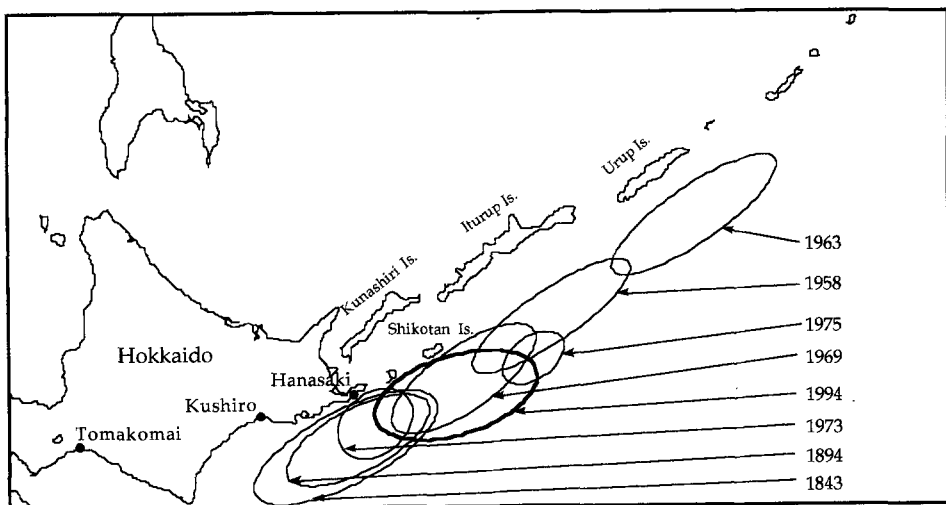 Urup Is.
Iturup Is.
1963
Kunashiri Is.
1958
1975
Shikotan Is.
Hokkaido
1969
Hanasaki
1994
Kushiro
1973
Tomakomai
1894
1843